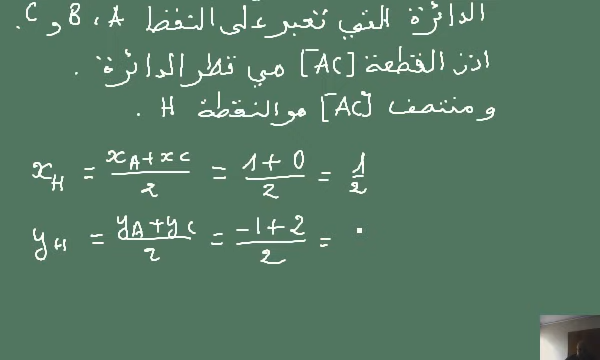 الدائرة التي تعبر على النقط A ، B و C.
اذن القطعة [AC] هي قطر الدائرة .
ومنتصف [AC] هو النقطة H .
x_H = (x_A + x_C)/2 = (1+0)/2 = 1/2
y_H = (y_A + y_C)/2 = (-1+2)/2 =